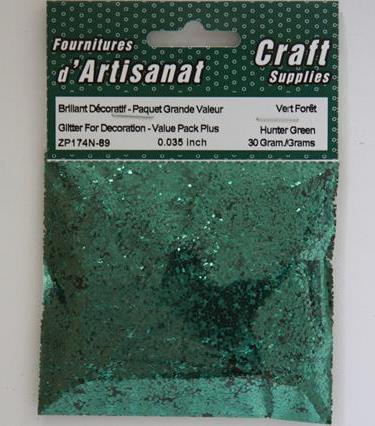 Fournitures
d'Artisanat
Craft
Supplies
Brillant Décoratif - Paquet Grande Valeur Vert Forêt
Glitter For Decoration - Value Pack Plus Hunter Green
ZP174N-89 0.035 inch 30 Gram./Grams